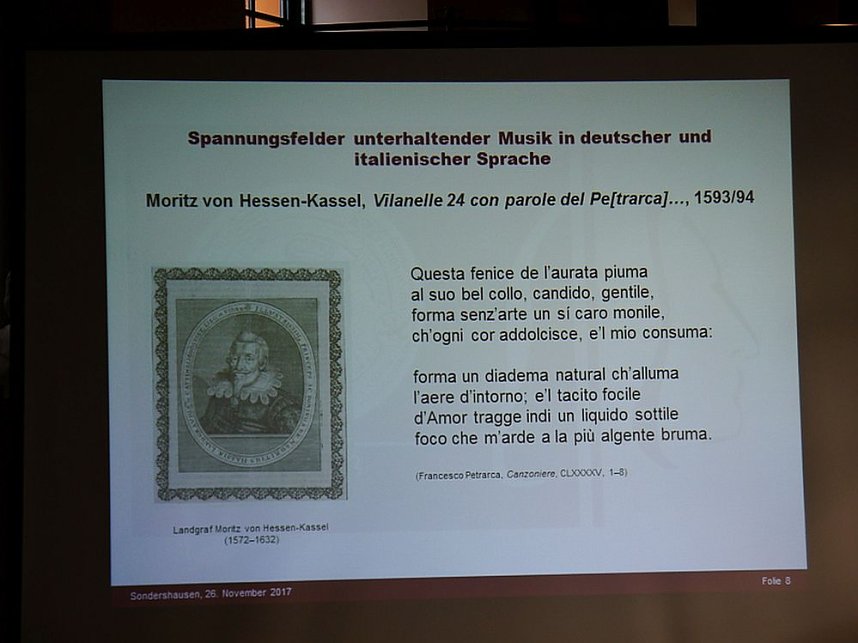 Spannungsfelder unterhaltender Musik in deutscher und
italienischer Sprache
Moritz von Hessen-Kassel, Vilanelle 24 con parole del Pe[trarca]…, 1593/94
Questa fenice de l'aurata piuma
al suo bel collo, candido, gentile,
forma senz'arte un sí caro monile,
ch'ogni cor addolcisce, e'l mio consuma:
forma un diadema natural ch'alluma
l'aere d'intorno; e'l tacito focile
d'Amor tragge indi un liquido sottile
foco che m'arde a la più algente bruma.
(Francesco Petrarca, Canzoniere, CLXXXXV, 1–8)
Landgraf Moritz von Hessen-Kassel
(1572–1632)
Sondershausen, 26. November 2017
Folie 8